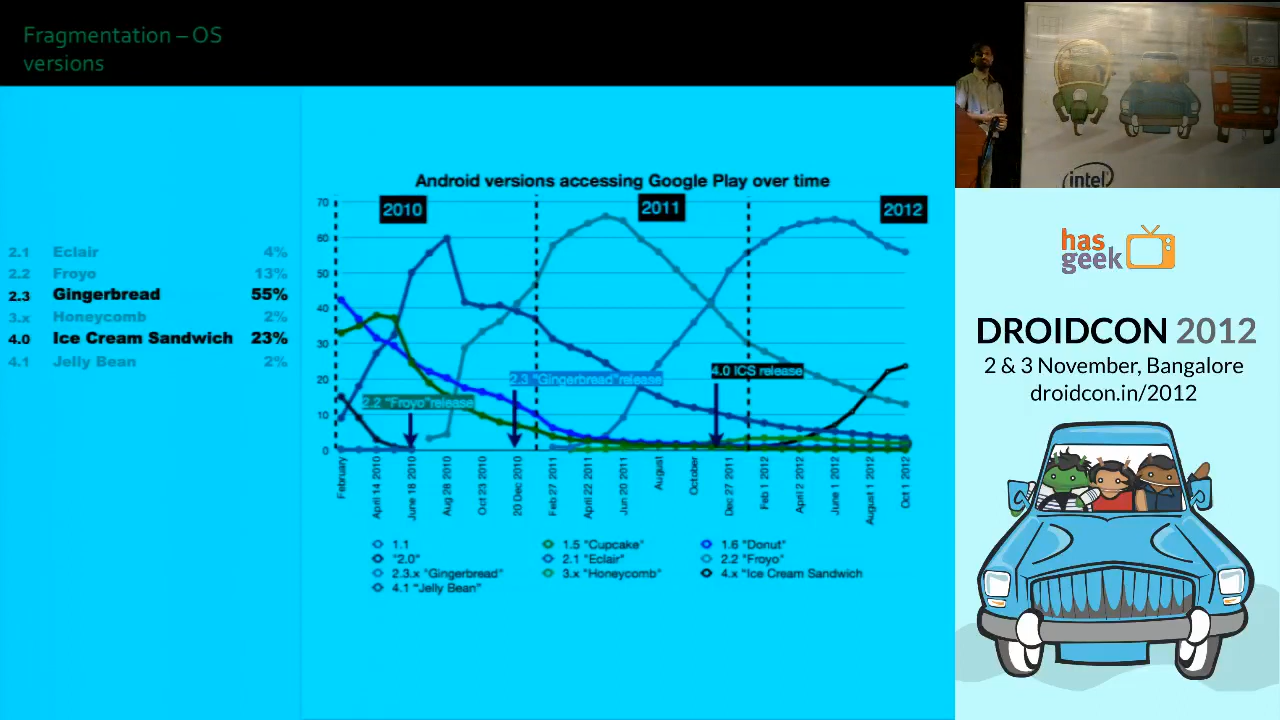 Fragmentation – OS
versions
2.1 Eclair 4%
2.2 Froyo 13%
2.3 Gingerbread 55%
3.x Honeycomb 2%
4.0 Ice Cream Sandwich 23%
4.1 Jelly Bean 2%
Android versions accessing Google Play over time
2010
2011
2012
70
60
50
40
30
20
10
0
2.2 "Froyo"release
2.3 "Gingerbread"release
4.0 ICS release
February
April 14 2010
June 16 2010
Aug 28 2010
Oct 23 2010
20 Dec 2010
Feb 27 2011
April 22 2011
Jun 20 2011
August
October
Dec 27 2011
Feb 1 2012
April 2 2012
June 1 2012
August 1 2012
Oct 1 2012
1.1
1.5 "Cupcake"
1.6 "Donut"
"2.0"
2.1 "Eclair"
2.2 "Froyo"
2.3.x "Gingerbread"
3.x "Honeycomb"
4.x "Ice Cream Sandwich
4.1 "Jelly Bean"
intel
has
geek
DROIDCON 2012
2 & 3 November, Bangalore
droidcon.in/2012